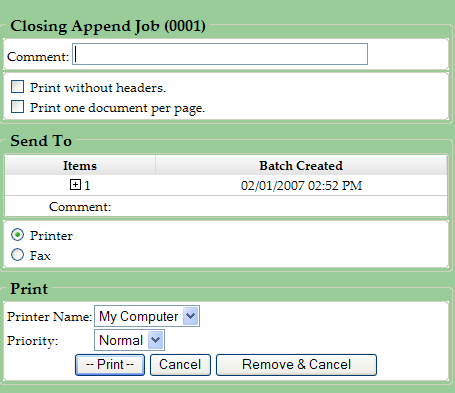 Closing Append Job (0001)
Comment:
Print without headers.
Print one document per page.
Send To
Items Batch Created
1 02/01/2007 02:52 PM
Comment:
Printer
Fax
Print
Printer Name: My Computer
Priority: Normal
-- Print -- Cancel Remove & Cancel